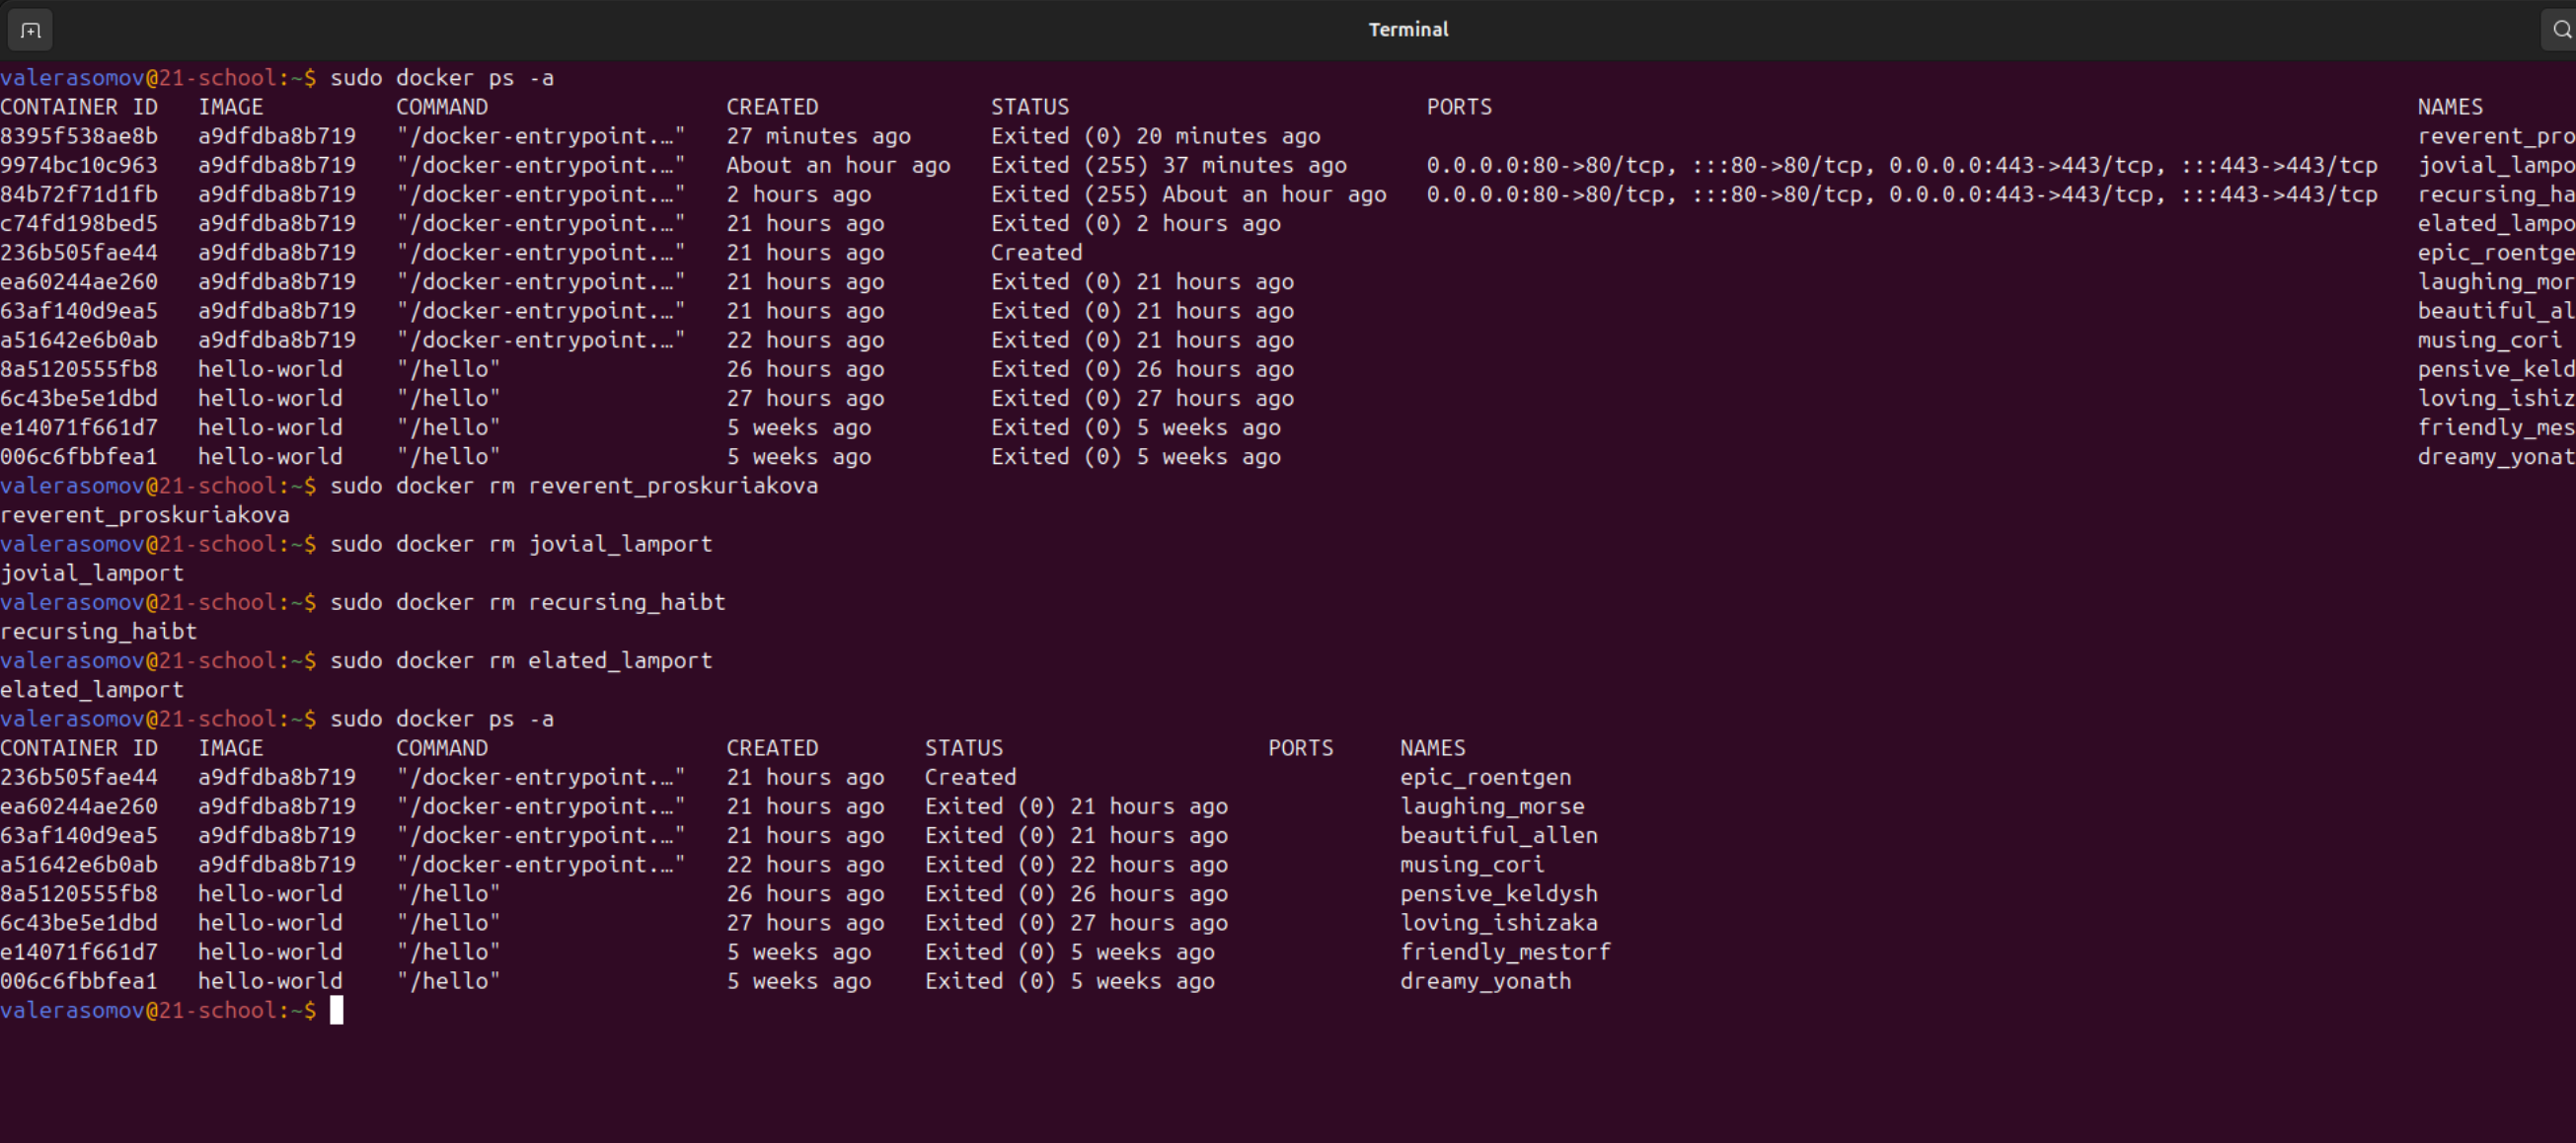 Terminal
valerasomov@21-school:~$ sudo docker ps -a
CONTAINER ID   IMAGE          COMMAND                  CREATED             STATUS                           PORTS                                                                      NAMES
8395f538ae8b   a9dfdba8b719   "/docker-entrypoint.…"   27 minutes ago      Exited (0) 20 minutes ago                                                                                   reverent_pro
9974bc10c963   a9dfdba8b719   "/docker-entrypoint.…"   About an hour ago   Exited (255) 37 minutes ago      0.0.0.0:80->80/tcp, :::80->80/tcp, 0.0.0.0:443->443/tcp, :::443->443/tcp   jovial_lampo
84b72f71d1fb   a9dfdba8b719   "/docker-entrypoint.…"   2 hours ago         Exited (255) About an hour ago   0.0.0.0:80->80/tcp, :::80->80/tcp, 0.0.0.0:443->443/tcp, :::443->443/tcp   recursing_ha
c74fd198bed5   a9dfdba8b719   "/docker-entrypoint.…"   21 hours ago        Exited (0) 2 hours ago                                                                                      elated_lampo
236b505fae44   a9dfdba8b719   "/docker-entrypoint.…"   21 hours ago        Created                                                                                                     epic_roentge
ea60244ae260   a9dfdba8b719   "/docker-entrypoint.…"   21 hours ago        Exited (0) 21 hours ago                                                                                     laughing_mor
63af140d9ea5   a9dfdba8b719   "/docker-entrypoint.…"   21 hours ago        Exited (0) 21 hours ago                                                                                     beautiful_al
a51642e6b0ab   a9dfdba8b719   "/docker-entrypoint.…"   22 hours ago        Exited (0) 21 hours ago                                                                                     musing_cori
8a5120555fb8   hello-world    "/hello"                 26 hours ago        Exited (0) 26 hours ago                                                                                     pensive_keld
6c43be5e1dbd   hello-world    "/hello"                 27 hours ago        Exited (0) 27 hours ago                                                                                     loving_ishiz
e14071f661d7   hello-world    "/hello"                 5 weeks ago         Exited (0) 5 weeks ago                                                                                      friendly_mes
006c6fbbfea1   hello-world    "/hello"                 5 weeks ago         Exited (0) 5 weeks ago                                                                                      dreamy_yonat
valerasomov@21-school:~$ sudo docker rm reverent_proskuriakova
reverent_proskuriakova
valerasomov@21-school:~$ sudo docker rm jovial_lamport
jovial_lamport
valerasomov@21-school:~$ sudo docker rm recursing_haibt
recursing_haibt
valerasomov@21-school:~$ sudo docker rm elated_lamport
elated_lamport
valerasomov@21-school:~$ sudo docker ps -a
CONTAINER ID   IMAGE          COMMAND                  CREATED        STATUS                    PORTS     NAMES
236b505fae44   a9dfdba8b719   "/docker-entrypoint.…"   21 hours ago   Created                             epic_roentgen
ea60244ae260   a9dfdba8b719   "/docker-entrypoint.…"   21 hours ago   Exited (0) 21 hours ago             laughing_morse
63af140d9ea5   a9dfdba8b719   "/docker-entrypoint.…"   21 hours ago   Exited (0) 21 hours ago             beautiful_allen
a51642e6b0ab   a9dfdba8b719   "/docker-entrypoint.…"   22 hours ago   Exited (0) 22 hours ago             musing_cori
8a5120555fb8   hello-world    "/hello"                 26 hours ago   Exited (0) 26 hours ago             pensive_keldysh
6c43be5e1dbd   hello-world    "/hello"                 27 hours ago   Exited (0) 27 hours ago             loving_ishizaka
e14071f661d7   hello-world    "/hello"                 5 weeks ago    Exited (0) 5 weeks ago              friendly_mestorf
006c6fbbfea1   hello-world    "/hello"                 5 weeks ago    Exited (0) 5 weeks ago              dreamy_yonath
valerasomov@21-school:~$